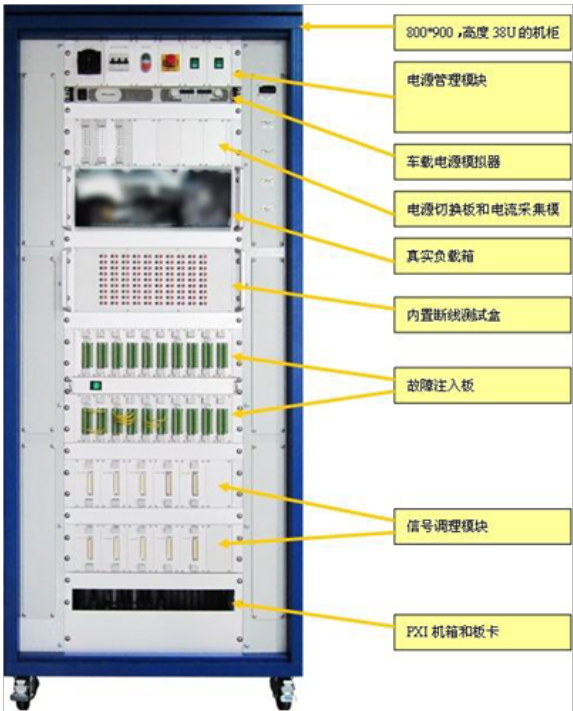 800*900，高度 38U的机柜
电源管理模块
车载电源模拟器
电源切换板和电流采集模
真实负载箱
内置断线测试盒
故障注入板
信号调理模块
PXI 机箱和板卡